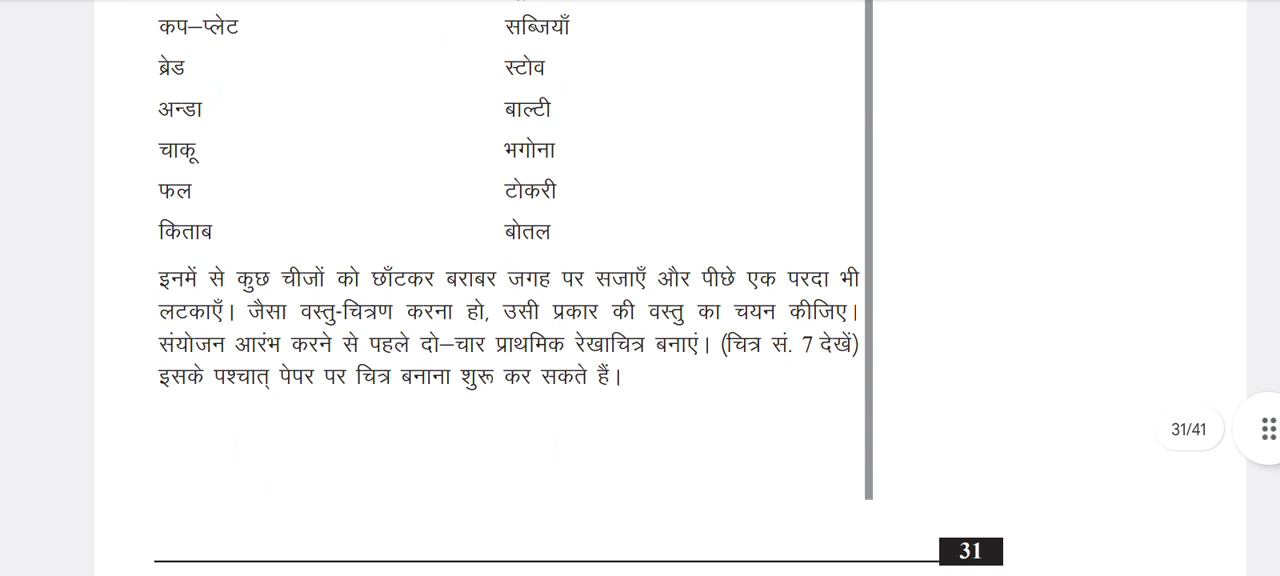 कप–प्लेट सब्जियाँ
ब्रेड स्टोव
अन्डा बाल्टी
चाकू भगोना
फल टोकरी
किताब बोतल
इनमें से कुछ चीजों को छाँटकर बराबर जगह पर सजाएँ और पीछे एक परदा भी
लटकाएँ। जैसा वस्तु-चित्रण करना हो, उसी प्रकार की वस्तु का चयन कीजिए।
संयोजन आरंभ करने से पहले दो–चार प्राथमिक रेखाचित्र बनाएं। (चित्र सं. 7 देखें)
इसके पश्चात् पेपर पर चित्र बनाना शुरू कर सकते हैं।
31/41
31